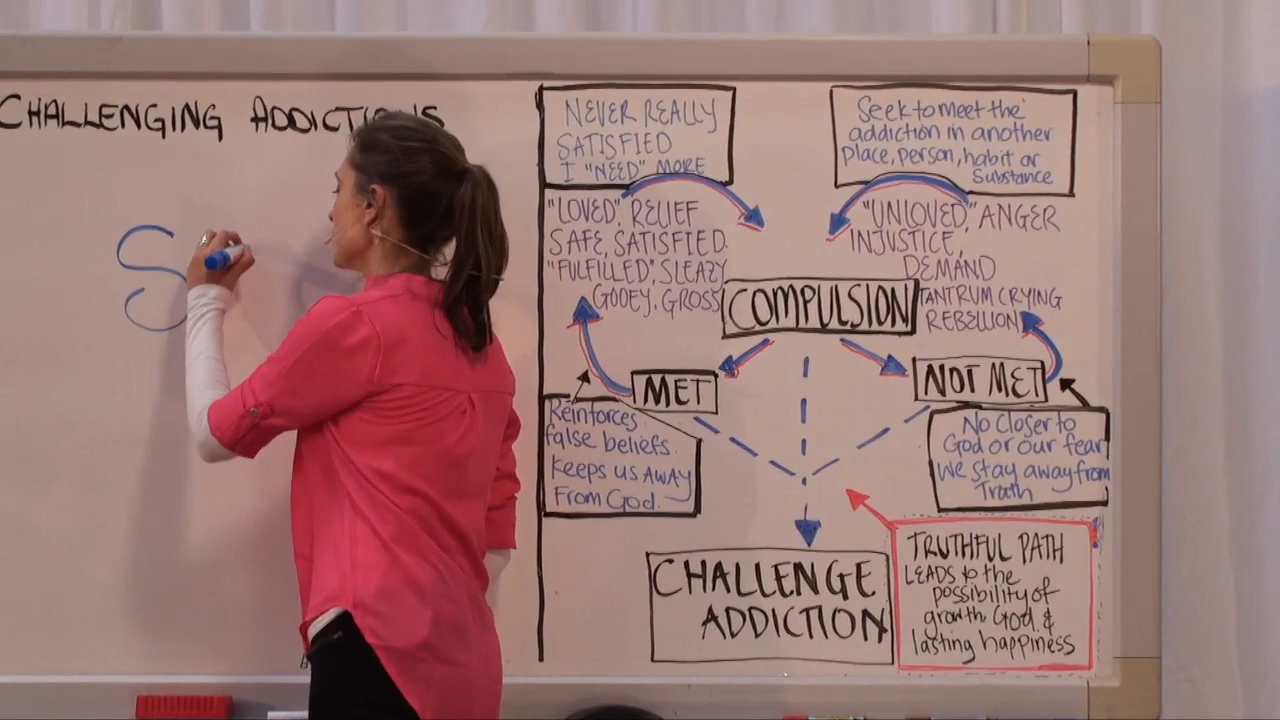 CHALLENGING ADDICTIONS
S
NEVER REALLY
SATISFIED
I "NEED" MORE
Seek to meet the
addiction in another
place, person, habit or
Substance
"LOVED", RELIEF
SAFE, SATISFIED.
"FULFILLED", SLEAZY
GOOEY. GROSS
"UNLOVED," ANGER
INJUSTICE,
DEMAND
TANTRUM CRYING
REBELLION
COMPULSION
MET
NOT MET
Reinforces
false beliefs.
Keeps us AWAY
From God.
No Closer to
God or our fear
We stay away from
Truth
CHALLENGE
ADDICTION
TRUTHFUL PATH
LEADS to the
possibility of
growth, God, &
lasting happiness